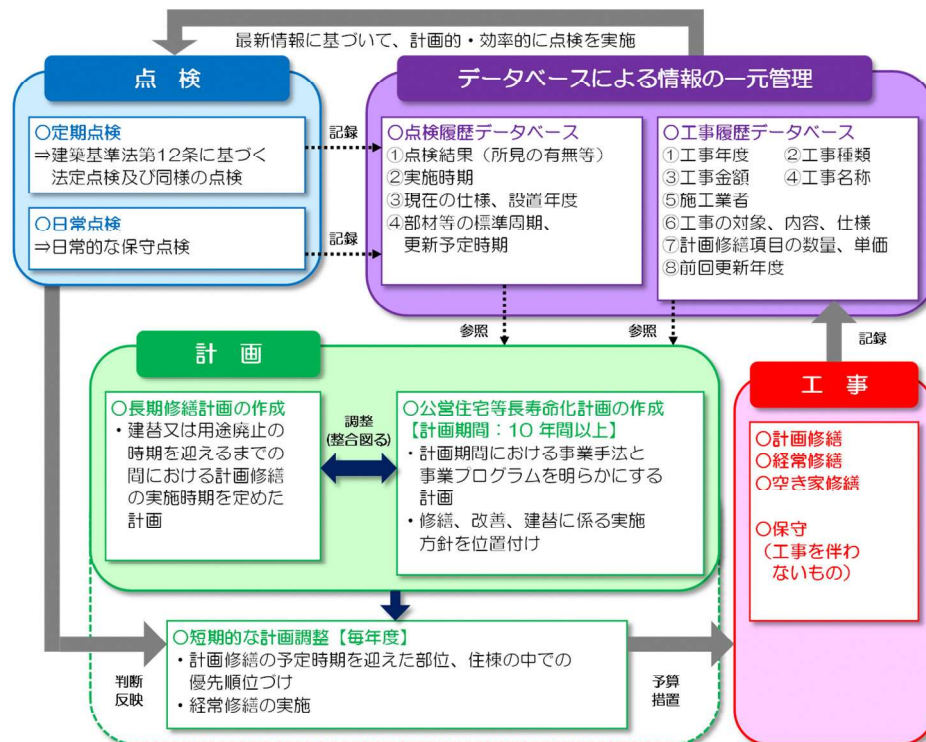 最新情報に基づいて、計画的・効率的に点検を実施
点　検
○定期点検
⇒建築基準法第12条に基づく
法定点検及び同様の点検
○日常点検
⇒日常的な保守点検
記録
記録
データベースによる情報の一元管理
○点検履歴データベース
①点検結果（所見の有無等）
②実施時期
③現在の仕様、設置年度
④部材等の標準周期、
更新予定時期
○工事履歴データベース
①工事年度　　②工事種類
③工事金額　　④工事名称
⑤施工業者
⑥工事の対象、内容、仕様
⑦計画修繕項目の数量、単価
⑧前回更新年度
参照
参照
記録
計　画
○長期修繕計画の作成
・建替又は用途廃止の
時期を迎えるまでの
間における計画修繕
の実施時期を定めた
計画
調整
(整合図る)
○公営住宅等長寿命化計画の作成
【計画期間：10 年間以上】
・計画期間における事業手法と
事業プログラムを明らかにする
計画
・修繕、改善、建替に係る実施
方針を位置付け
○短期的な計画調整【毎年度】
・計画修繕の予定時期を迎えた部位、住棟の中での
優先順位づけ
・経常修繕の実施
判断
反映
予算
措置
工　事
○計画修繕
○経常修繕
○空き家修繕
○保守
（工事を伴わ
ないもの）